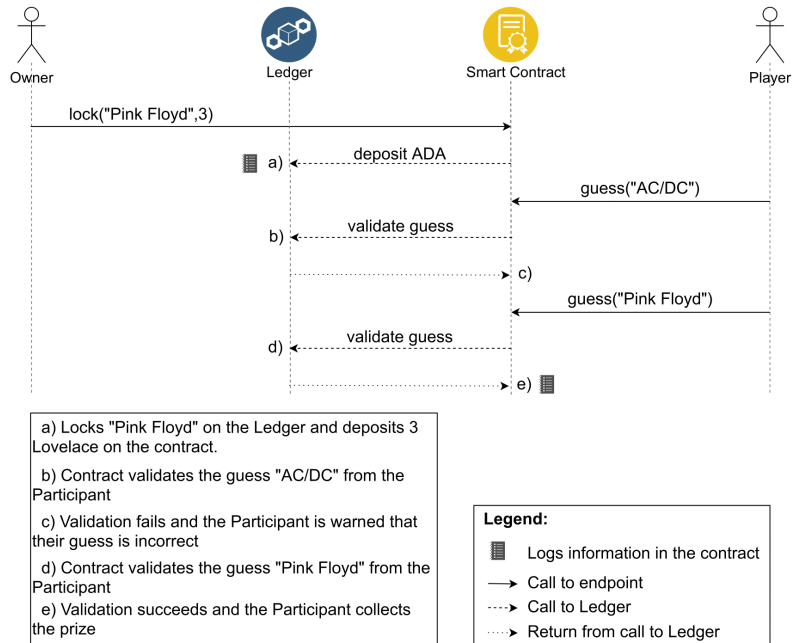 Owner
Ledger
Smart Contract
Player
lock("Pink Floyd",3)
a)
deposit ADA
guess("AC/DC")
b)
validate guess
c)
guess("Pink Floyd")
d)
validate guess
e)
a) Locks "Pink Floyd" on the Ledger and deposits 3
Lovelace on the contract.
b) Contract validates the guess "AC/DC" from the
Participant
c) Validation fails and the Participant is warned that
their guess is incorrect
d) Contract validates the guess "Pink Floyd" from the
Participant
e) Validation succeeds and the Participant collects
the prize
Legend:
Logs information in the contract
Call to endpoint
Call to Ledger
Return from call to Ledger